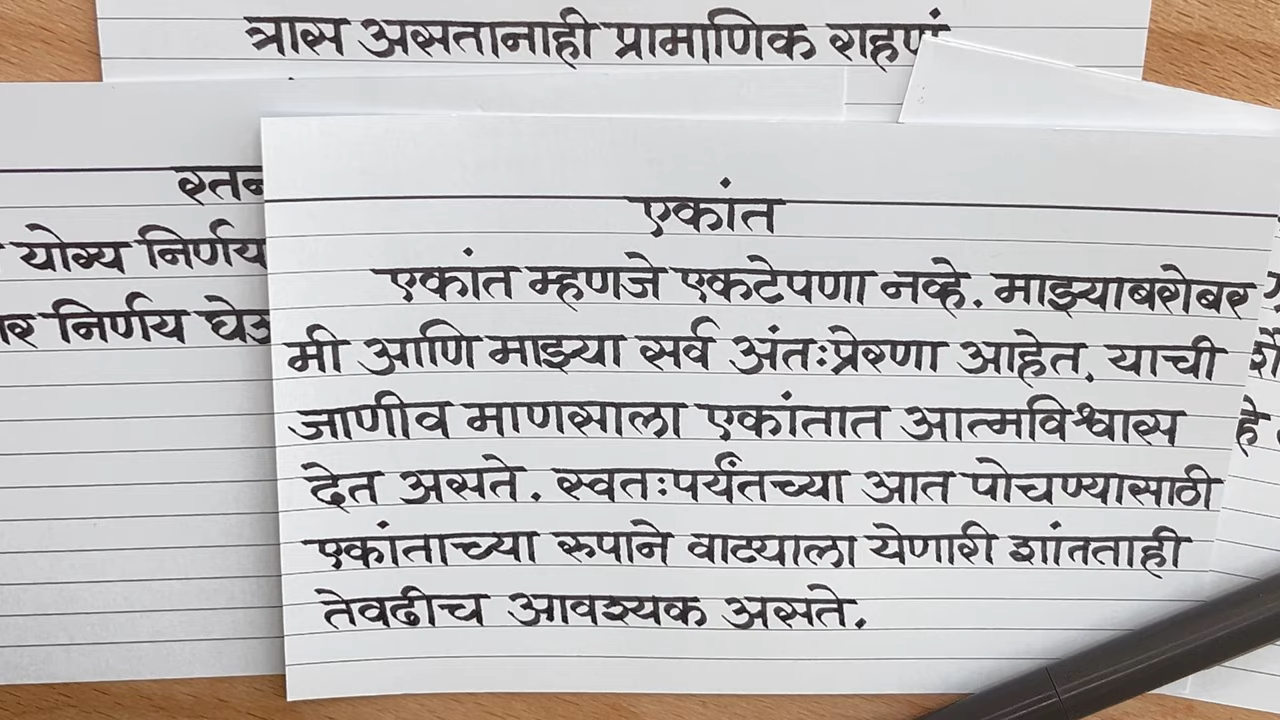 त्रास असतानाही प्रामाणिक राहणं
योग्य निर्णय
निर्णय
एकांत
एकांत म्हणजे एकटेपणा नव्हे. माझ्याबरोबर
मी आणि माझ्या सर्व अंतःप्रेरणा आहेत. याची
जाणीव माणसाला एकांतात आत्मविश्वास
देत असते. स्वतःपर्यंतच्या आत पोचण्यासाठी
एकांताच्या रुपाने वाट्याला येणारी शांतताही
तेवढीच आवश्यक असते.